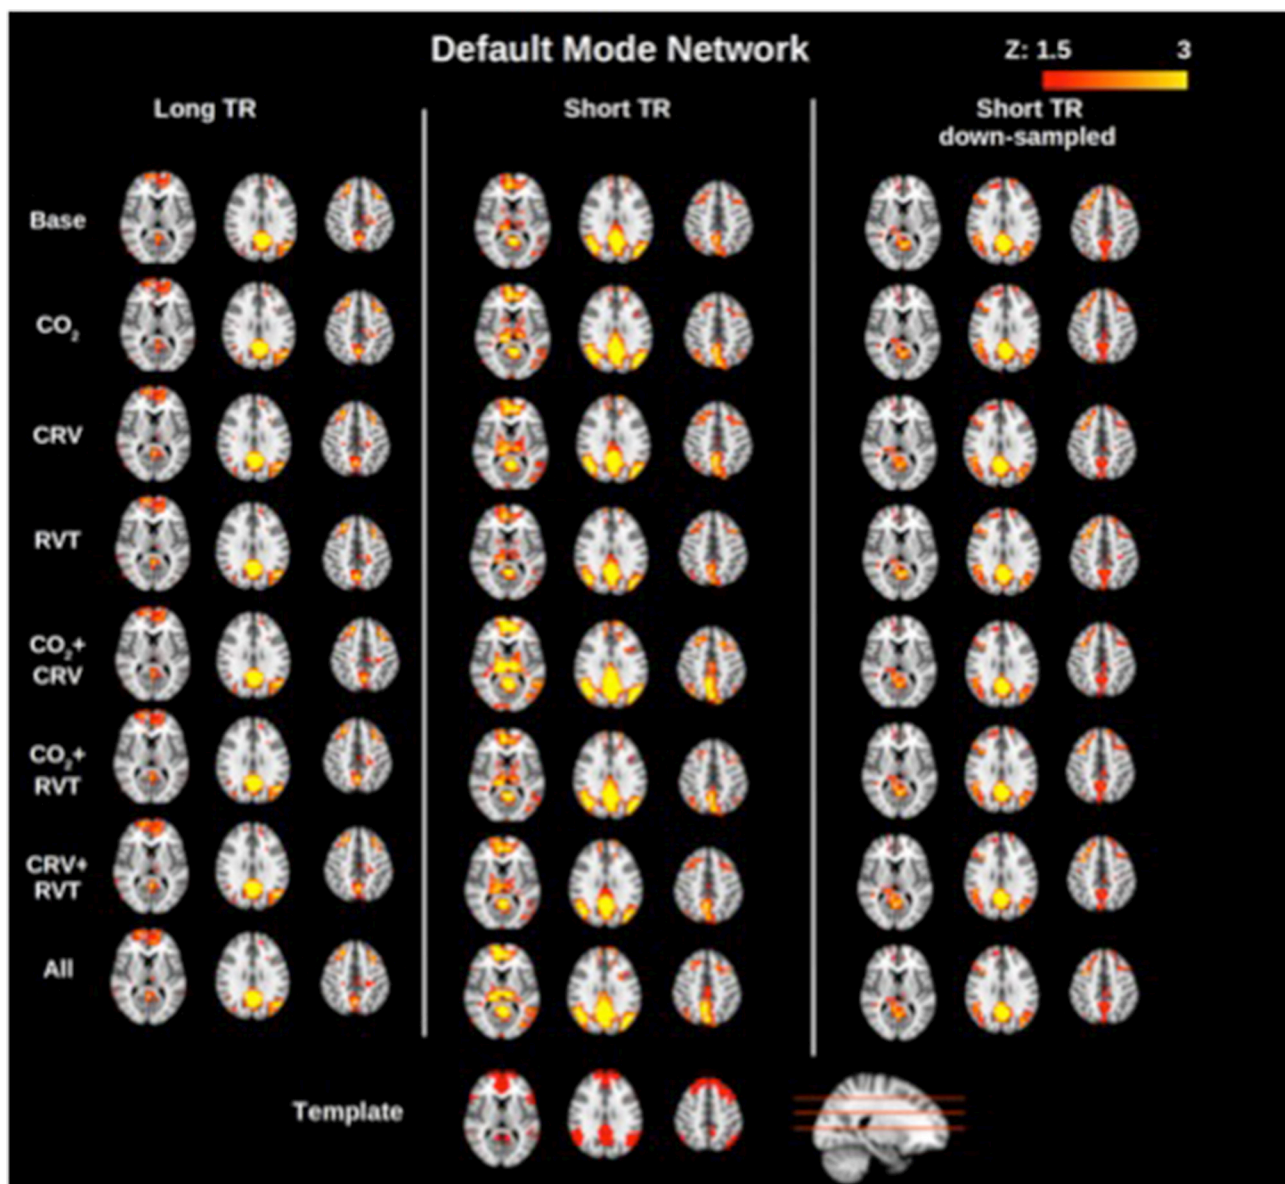 Default Mode Network
Z: 1.5 3
Long TR
Short TR
Short TR
down-sampled
Base
CO₂
CRV
RVT
CO₂+
CRV
CO₂+
RVT
CRV+
RVT
All
Template